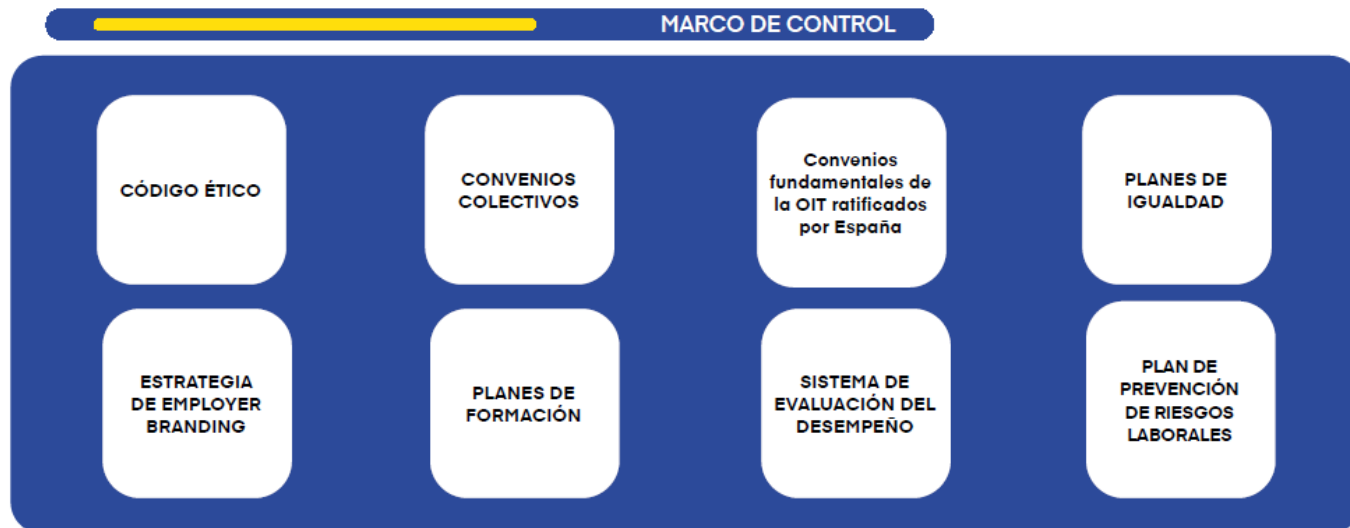 MARCO DE CONTROL
CÓDIGO ÉTICO
CONVENIOS
COLECTIVOS
Convenios
fundamentales de
la OIT ratificados
por España
PLANES DE
IGUALDAD
ESTRATEGIA
DE EMPLOYER
BRANDING
PLANES DE
FORMACIÓN
SISTEMA DE
EVALUACIÓN DEL
DESEMPEÑO
PLAN DE
PREVENCIÓN
DE RIESGOS
LABORALES